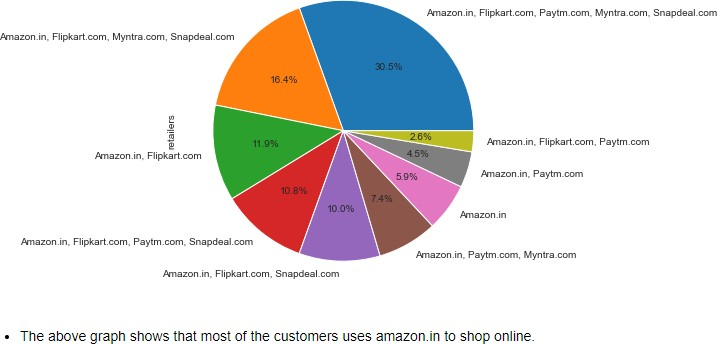 Amazon.in, Flipkart.com, Paytm.com, Myntra.com, Snapdeal.com
30.5%
Amazon.in, Flipkart.com, Myntra.com, Snapdeal.com
16.4%
retailers
11.9%
Amazon.in, Flipkart.com
2.6%
Amazon.in, Flipkart.com, Paytm.com
4.5%
Amazon.in, Paytm.com
5.9%
Amazon.in
10.8%
7.4%
10.0%
Amazon.in, Flipkart.com, Paytm.com, Snapdeal.com
Amazon.in, Paytm.com, Myntra.com
Amazon.in, Flipkart.com, Snapdeal.com
• The above graph shows that most of the customers uses amazon.in to shop online.